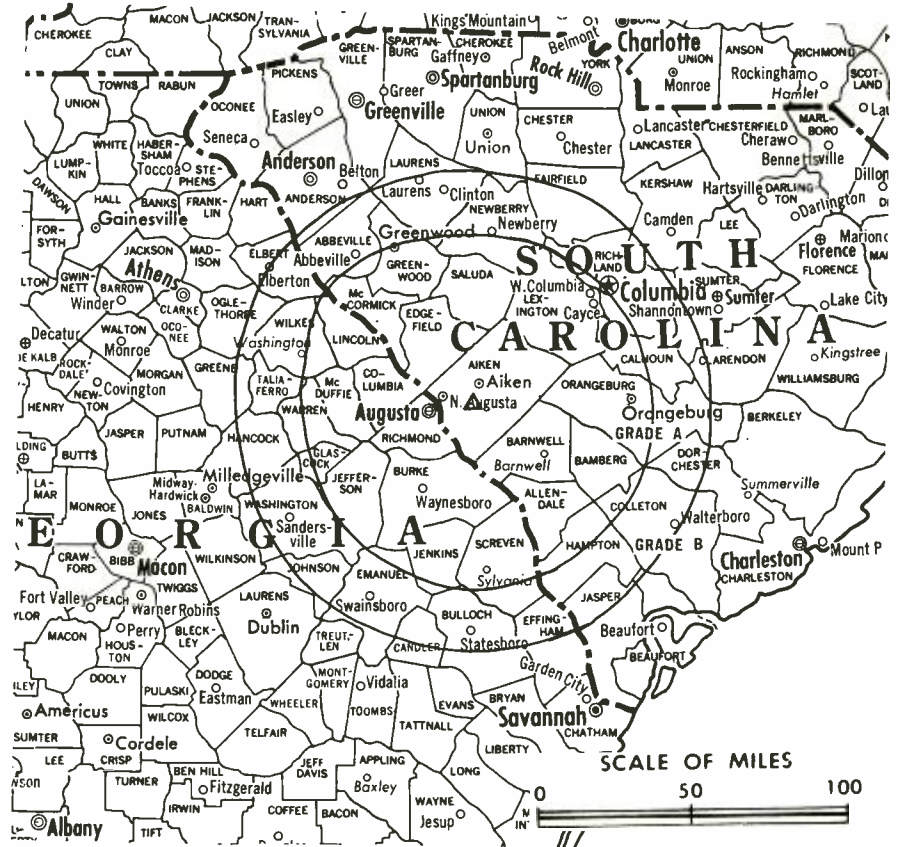 CHEROKEE
MACON
JACKSON
TRAN-
SYLVANIA
Kings Mountain
Belmont
Charlotte
CLAY
GREEN-
VILLE
SPARTAN-
BURG
CHEROKEE
Gaffney
YORK
Rock Hill
UNION
Monroe
ANSON
RICHMOND
Rockingham
Hamlet
SCOT-
LAND
TOWNS
RABUN
PICKENS
Spartanburg
Greer
Greenville
UNION
OCONEE
Easley
Seneca
UNION
Union
CHESTER
Chester
Lancaster
LANCASTER
CHESTERFIELD
Cheraw
MARL-
BORO
Bennettsville
WHITE
HABER-
SHAM
Toccoa
STE-
PHENS
LUMP-
KIN
Anderson
ANDERSON
Belton
LAURENS
Laurens
Clinton
FAIRFIELD
KERSHAW
Hartsville
DARLING-
TON
Darlington
Dillon
DAWSON
HALL
BANKS
FRANK-
LIN
HART
Gainesville
NEWBERRY
Newberry
Camden
LEE
Florence
FLORENCE
FOR-
SYTH
JACKSON
MAD-
ISON
ELBERT
Elberton
ABBEVILLE
Abbeville
Greenwood
GREEN-
WOOD
SALUDA
SOUTH
CAROLINA
RICH-
LAND
W. Columbia
Columbia
Cayce
LEX-
INGTON
SUMTER
Sumter
Shannontown
Lake City
GWIN-
NETT
BARROW
Winder
Athens
CLARKE
OCO-
NEE
OGLE-
THORPE
Mc
CORMICK
EDGE-
FIELD
Decatur
DE KALB
WALTON
Monroe
WILKES
Washington
LINCOLN
CALHOUN
CLARENDON
Kingstree
WILLIAMSBURG
ROCK-
DALE
NEW-
TON
Covington
MORGAN
GREENE
TALIA-
FERRO
Mc
DUFFIE
CO-
LUMBIA
AIKEN
Aiken
N. Augusta
Augusta
ORANGEBURG
Orangeburg
GRADE A
BERKELEY
HENRY
JASPER
PUTNAM
HANCOCK
WARREN
RICHMOND
BARNWELL
Barnwell
BAMBERG
DOR-
CHESTER
Summerville
BUTTS
LA-
MAR
MONROE
JONES
Midway-
Hardwick
Milledgeville
BALDWIN
GLAS-
COCK
JEFFER-
SON
BURKE
Waynesboro
ALLEN-
DALE
COLLETON
Walterboro
WASHINGTON
Sanders-
ville
EORGIA
SCREVEN
Sylvania
HAMPTON
GRADE B
Charleston
CHARLESTON
Mount P
CRAW-
FORD
BIBB
Macon
TWIGGS
WILKINSON
JOHNSON
EMANUEL
Swainsboro
JENKINS
Fort Valley
PEACH
Warner Robins
LAURENS
Dublin
BULLOCH
Statesboro
EFFING-
HAM
JASPER
Beaufort
BEAUFORT
MACON
Perry
HOUS-
TON
BLECK-
LEY
TREUT-
LEN
CANDLER
Garden City
DOOLY
PULASKI
DODGE
Eastman
WHEELER
MONT-
GOMERY
Vidalia
TOOMBS
EVANS
BRYAN
Savannah
CHATHAM
Americus
WILCOX
TELFAIR
TATTNALL
LIBERTY
SUMTER
LEE
Cordele
CRISP
TURNER
BEN HILL
Fitzgerald
JEFF
DAVIS
APPLING
Baxley
LONG
Albany
TIFT
IRWIN
COFFEE
BACON
WAYNE
Jesup
SCALE OF MILES
0 50 100